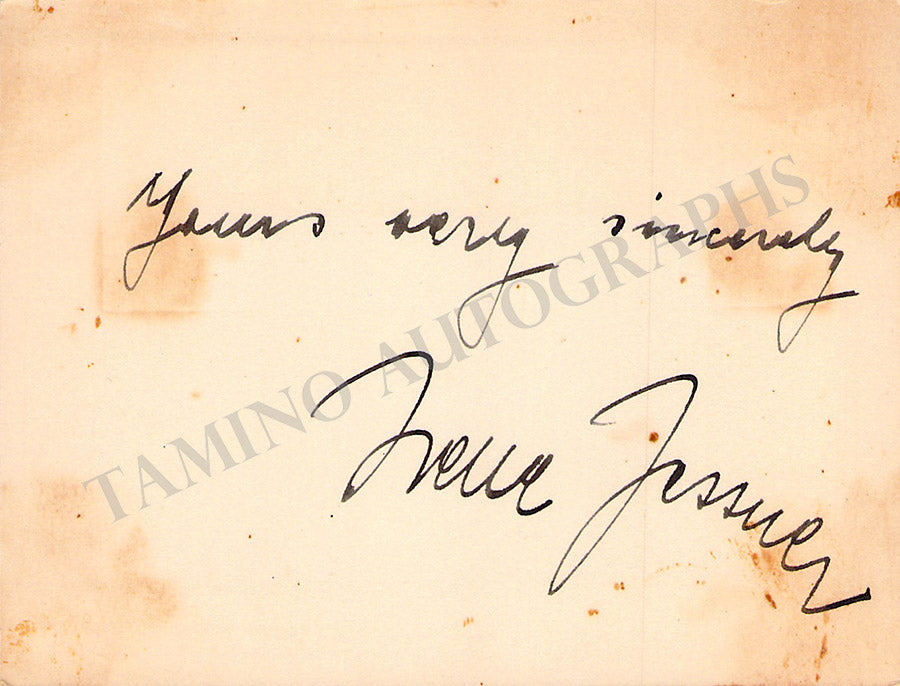 Yours very sincerely
TAMINO AUTOGRAPHS
Irene Jessner